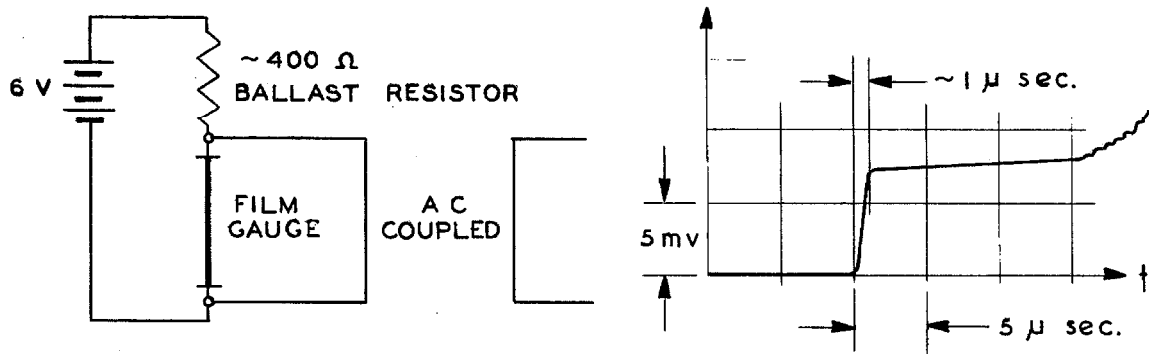 6 V
~400 Ω
BALLAST RESISTOR
FILM
GAUGE
A C
COUPLED
~1 μ sec.
5 mv
t
5 μ sec.